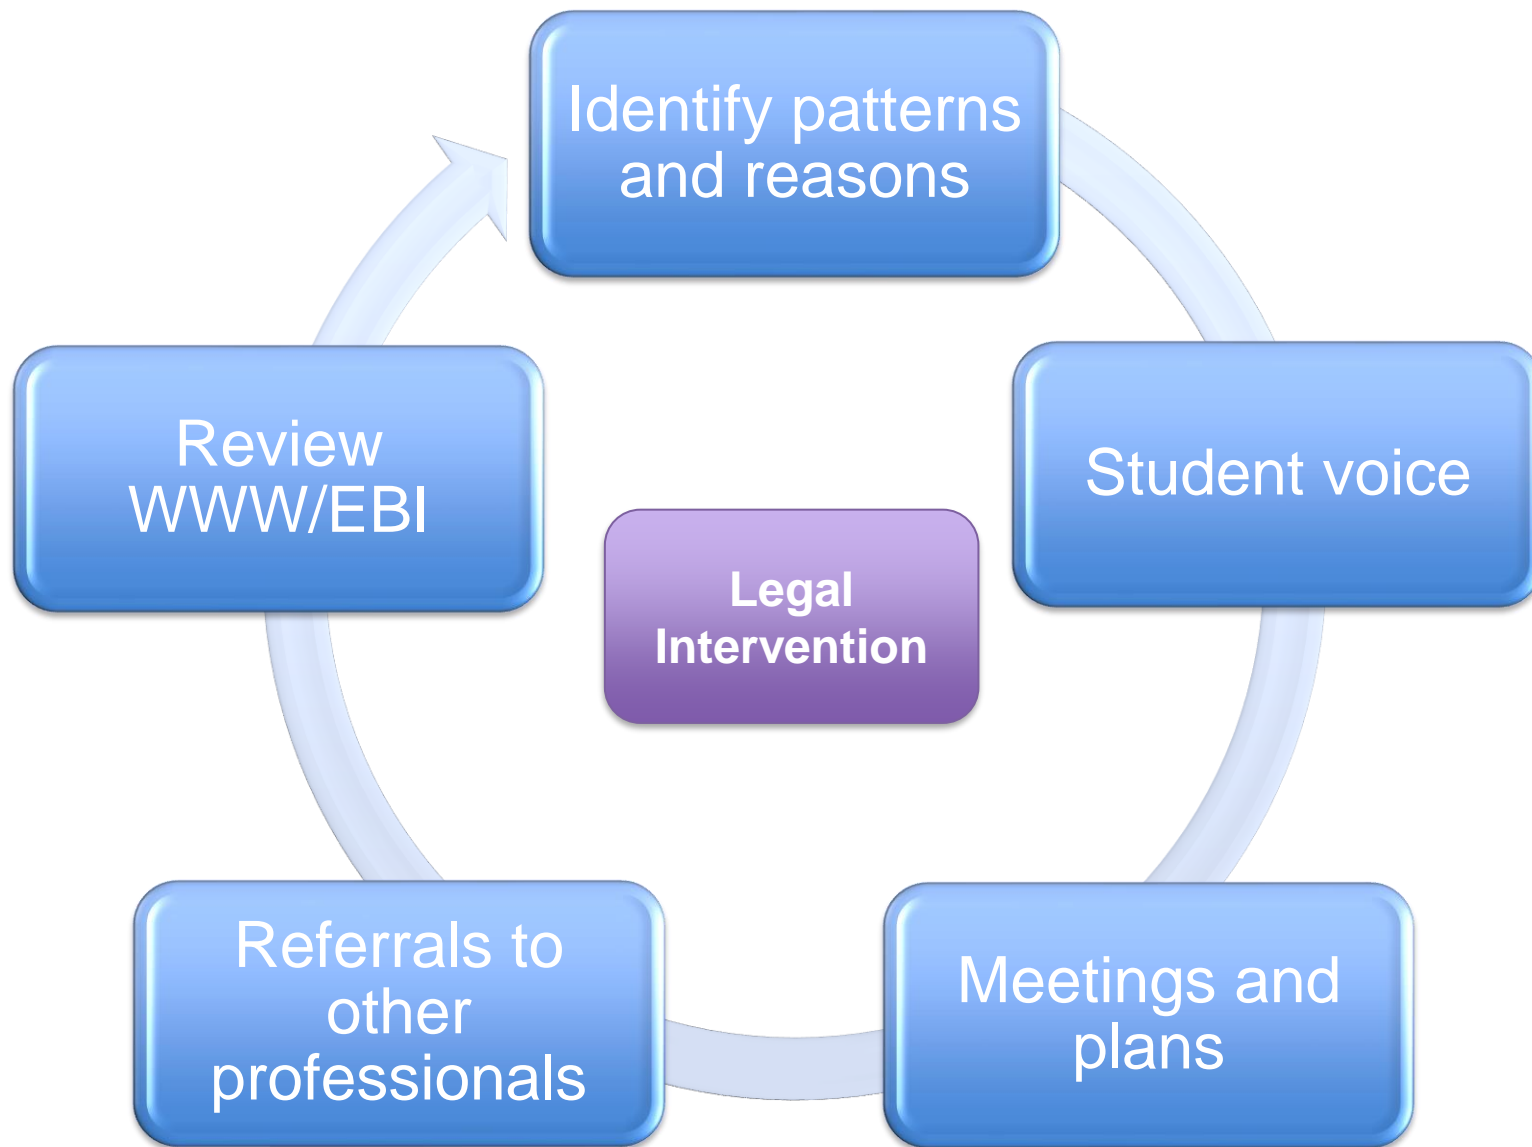 Identify patterns
and reasons
Student voice
Meetings and
plans
Referrals to
other
professionals
Review
WWW/EBI
Legal
Intervention